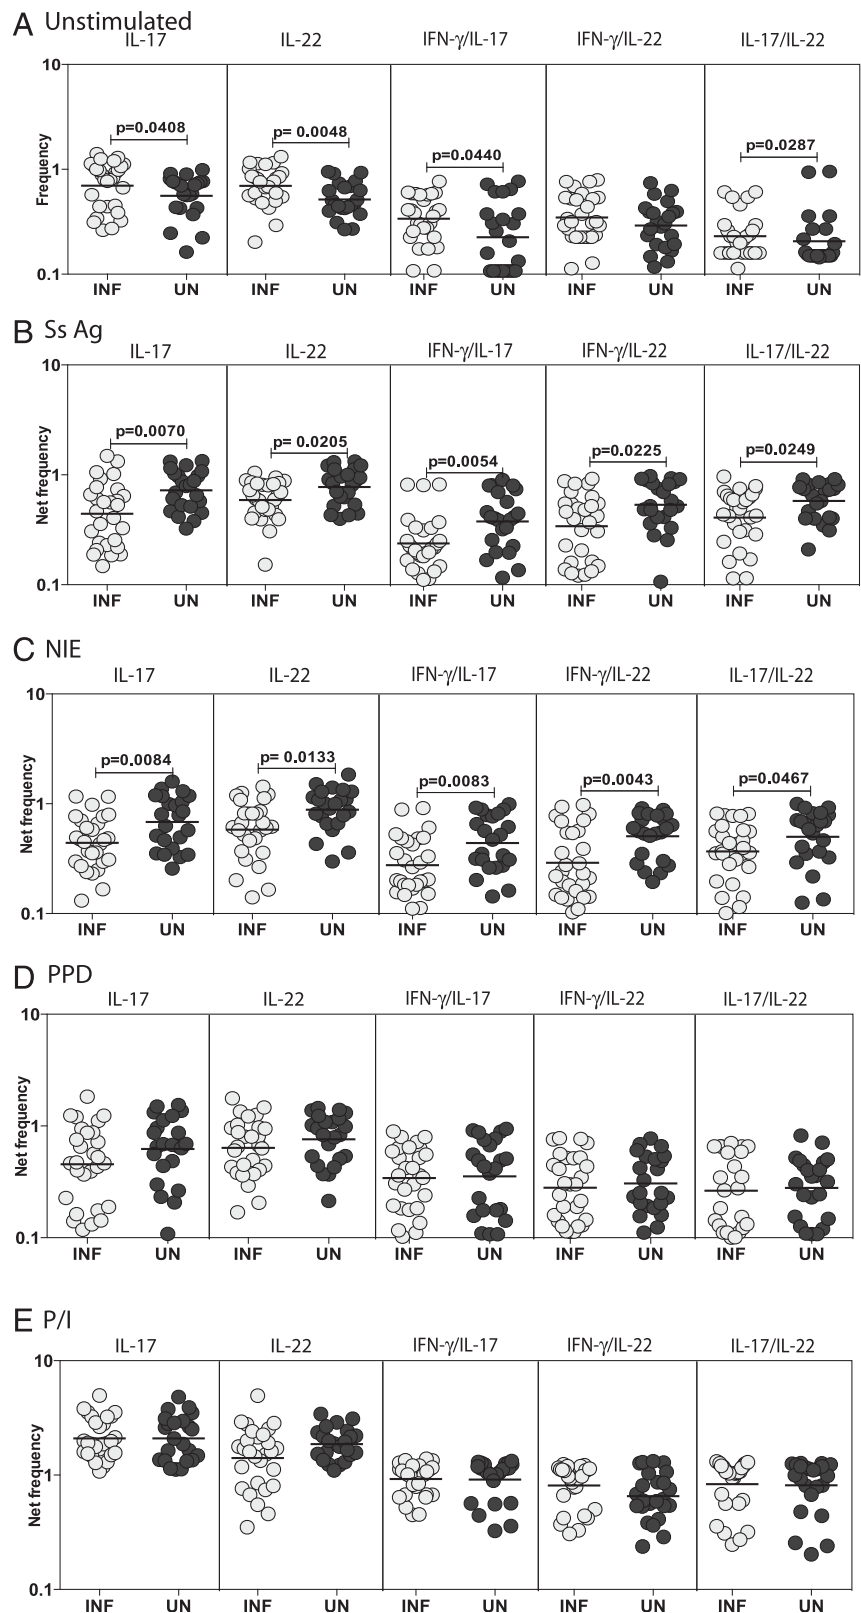 A Unstimulated
IL-17 IL-22 IFN-γ/IL-17 IFN-γ/IL-22 IL-17/IL-22
10
p=0.0408 p= 0.0048 p=0.0440 p=0.0287
1
Frequency
0.1
INF UN INF UN INF UN INF UN INF UN
B Ss Ag
IL-17 IL-22 IFN-γ/IL-17 IFN-γ/IL-22 IL-17/IL-22
10
p=0.0070 p= 0.0205 p=0.0054 p=0.0225 p=0.0249
1
Net frequency
0.1
INF UN INF UN INF UN INF UN INF UN
C NIE
IL-17 IL-22 IFN-γ/IL-17 IFN-γ/IL-22 IL-17/IL-22
10
p=0.0084 p= 0.0133 p=0.0083 p=0.0043 p=0.0467
1
Net frequency
0.1
INF UN INF UN INF UN INF UN INF UN
D PPD
IL-17 IL-22 IFN-γ/IL-17 IFN-γ/IL-22 IL-17/IL-22
10
1
Net frequency
0.1
INF UN INF UN INF UN INF UN INF UN
E P/I
IL-17 IL-22 IFN-γ/IL-17 IFN-γ/IL-22 IL-17/IL-22
10
1
Net frequency
0.1
INF UN INF UN INF UN INF UN INF UN